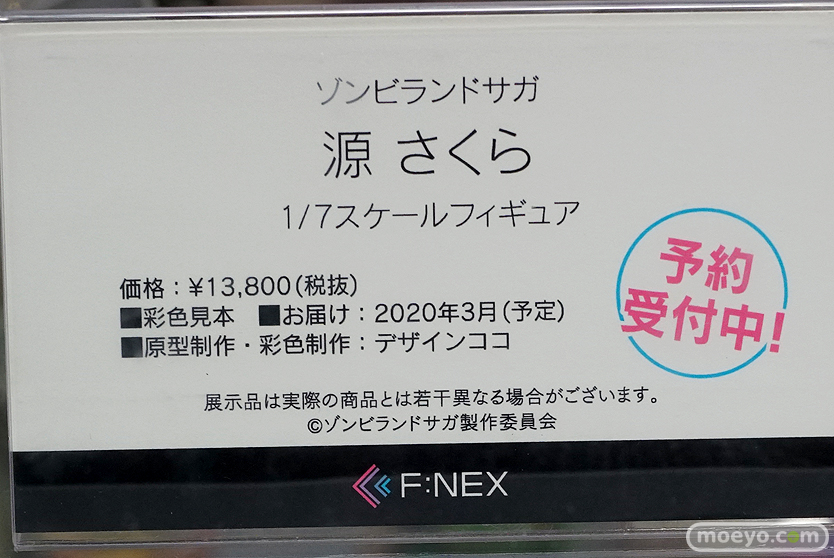 ゾンビランドサガ
源 さくら
1/7スケールフィギュア
価格：¥13,800(税抜)
■彩色見本 ■お届け：2020年3月(予定)
■原型制作・彩色制作：デザインココ
予約
受付中!
展示品は実際の商品とは若干異なる場合がございます。
©ゾンビランドサガ製作委員会
F:NEX
moeyo.com